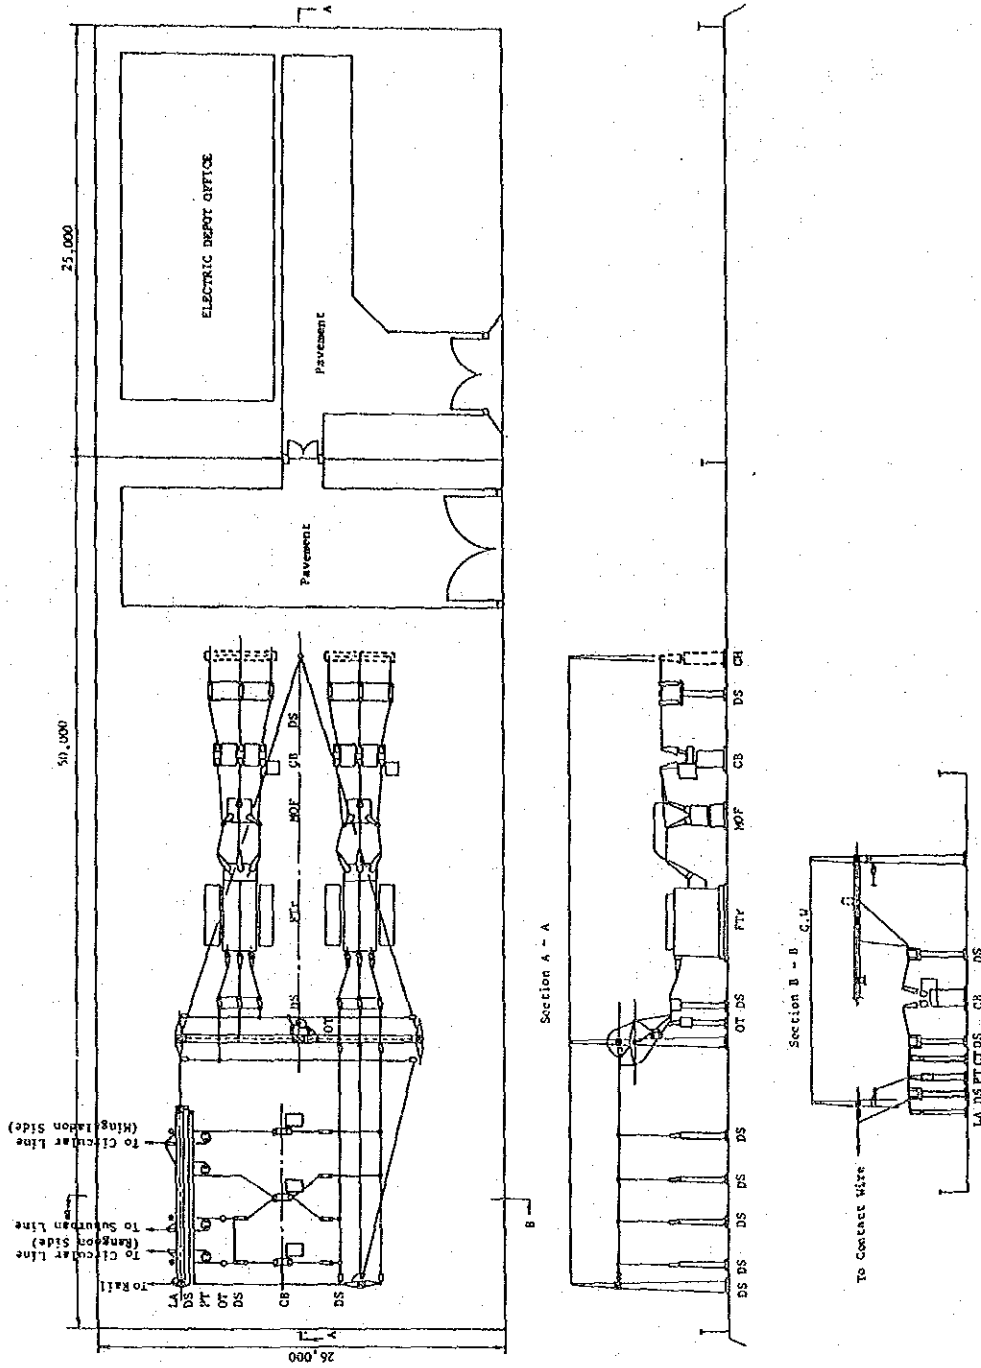 A
25,000
ELECTRIC DEPOT OFFICE
Pavement
Pavement
50,000
DS
CB
MOF
FTr
DS
OT
To Circular Line
(Mingaladon Side)
To Suburban Line
To Circular Line
(Rangoon Side)
To Rail
LA
DS
PT
OT
DS
CB
DS
B
B
A
26,000
Section A - A
CH
DS
CB
MOF
FTr
OT DS
DS
DS
DS
DS DS
Section B - B
G.W
To Contact Wire
LA DS PT CT DS CB DS